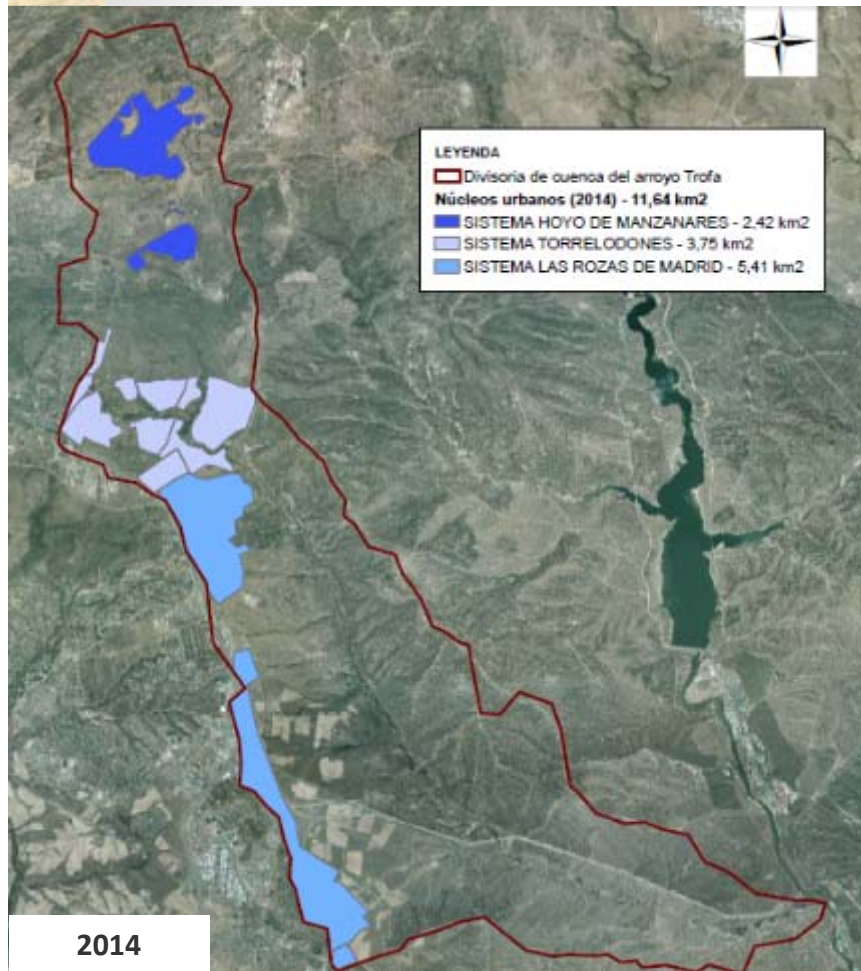 LEYENDA
Divisoria de cuenca del arroyo Trofa
Núcleos urbanos (2014) - 11,64 km2
SISTEMA HOYO DE MANZANARES - 2,42 km2
SISTEMA TORRELODONES - 3,75 km2
SISTEMA LAS ROZAS DE MADRID - 5,41 km2
2014